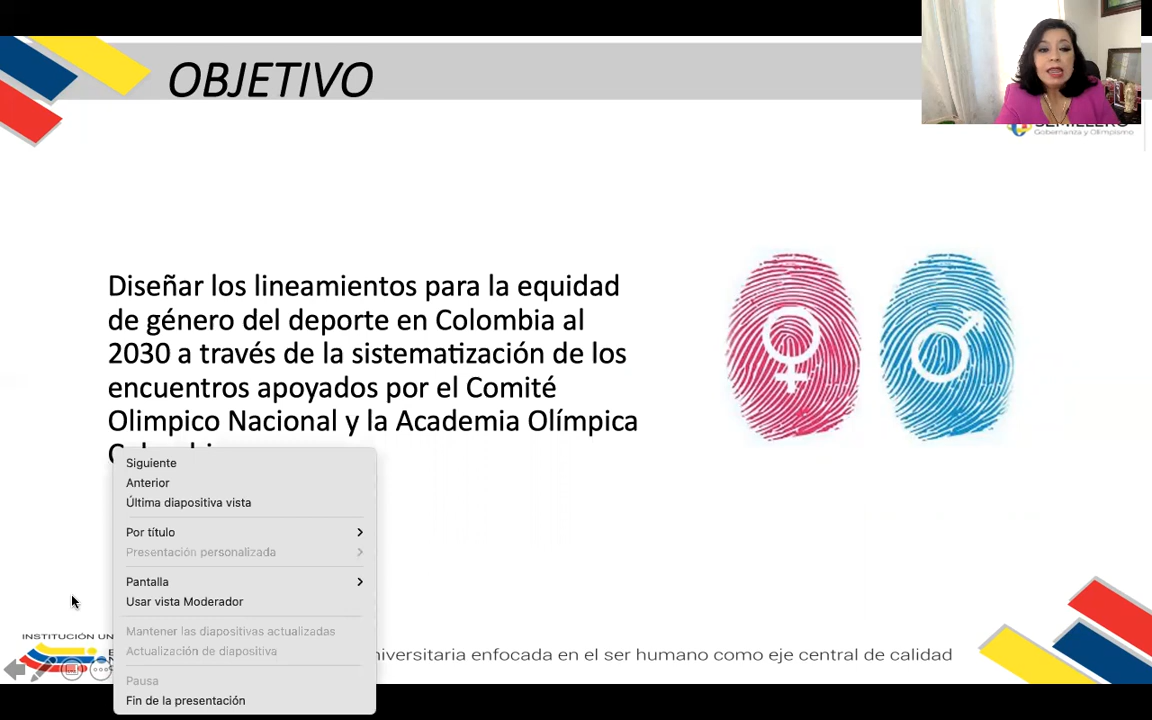 OBJETIVO
Gobernanza y Olimpismo
Diseñar los lineamientos para la equidad
de género del deporte en Colombia al
2030 a través de la sistematización de los
encuentros apoyados por el Comité
Olimpico Nacional y la Academia Olímpica
Siguiente
Anterior
Última diapositiva vista
Por título
Presentación personalizada
Pantalla
Usar vista Moderador
Mantener las diapositivas actualizadas
Actualización de diapositiva
Pausa
Fin de la presentación
INSTITUCIÓN UN
niversitaria enfocada en el ser humano como eje central de calidad